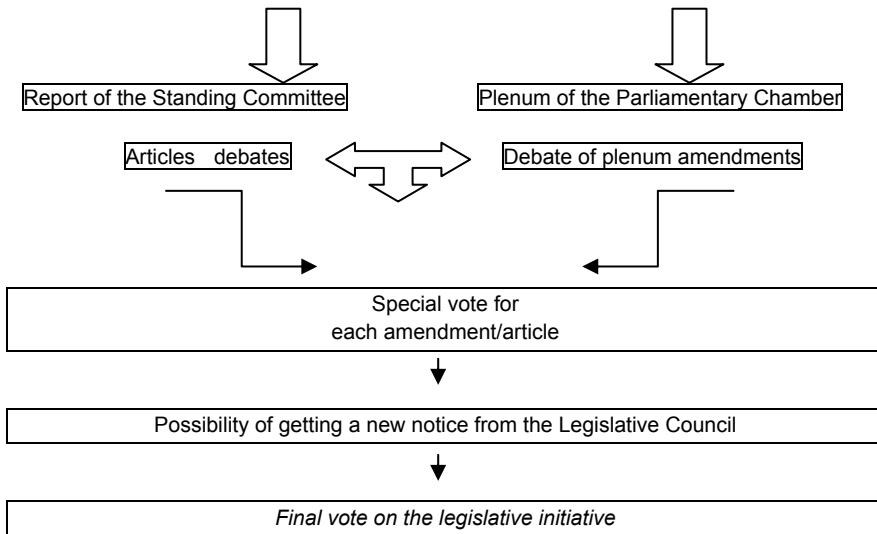 Report of the Standing Committee
Plenum of the Parliamentary Chamber
Articles debates
Debate of plenum amendments
Special vote for
each amendment/article
Possibility of getting a new notice from the Legislative Council
Final vote on the legislative initiative